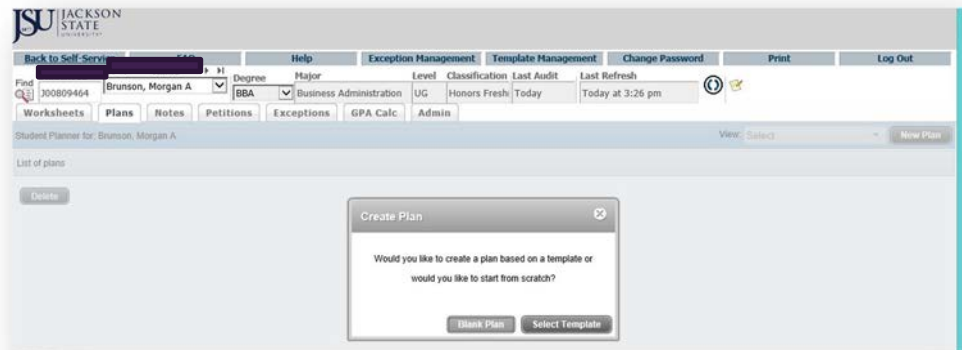 JSU JACKSON
STATE
UNIVERSITY
Back to Self-Service FAQ Help Exception Management Template Management Change Password Print Log Out
Find Degree Major Level Classification Last Audit Last Refresh
J00809464 Brunson, Morgan A BBA Business Administration UG Honors Fresh Today Today at 3:26 pm
Worksheets Plans Notes Petitions Exceptions GPA Calc Admin
Student Planner for: Brunson, Morgan A View: Select New Plan
List of plans
Delete
Create Plan
Would you like to create a plan based on a template or
would you like to start from scratch?
Blank Plan Select Template